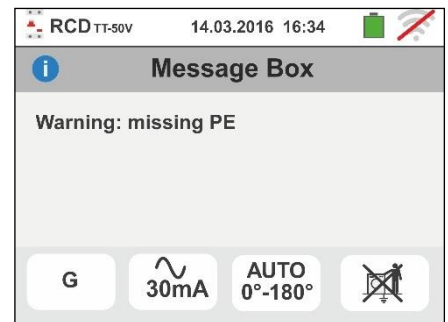 RCD TT-50V 14.03.2016 16:34
i Message Box
Warning: missing PE
G 30mA AUTO
0°-180°